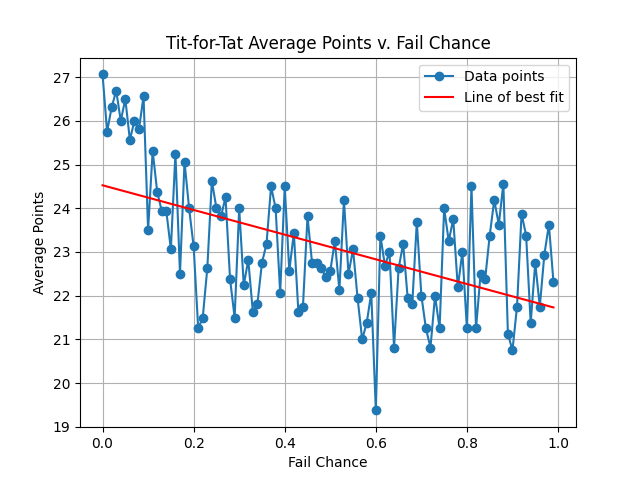 Tit-for-Tat Average Points v. Fail Chance
Data points
Line of best fit
27
26
25
24
23
22
21
20
19
Average Points
0.0 0.2 0.4 0.6 0.8 1.0
Fail Chance